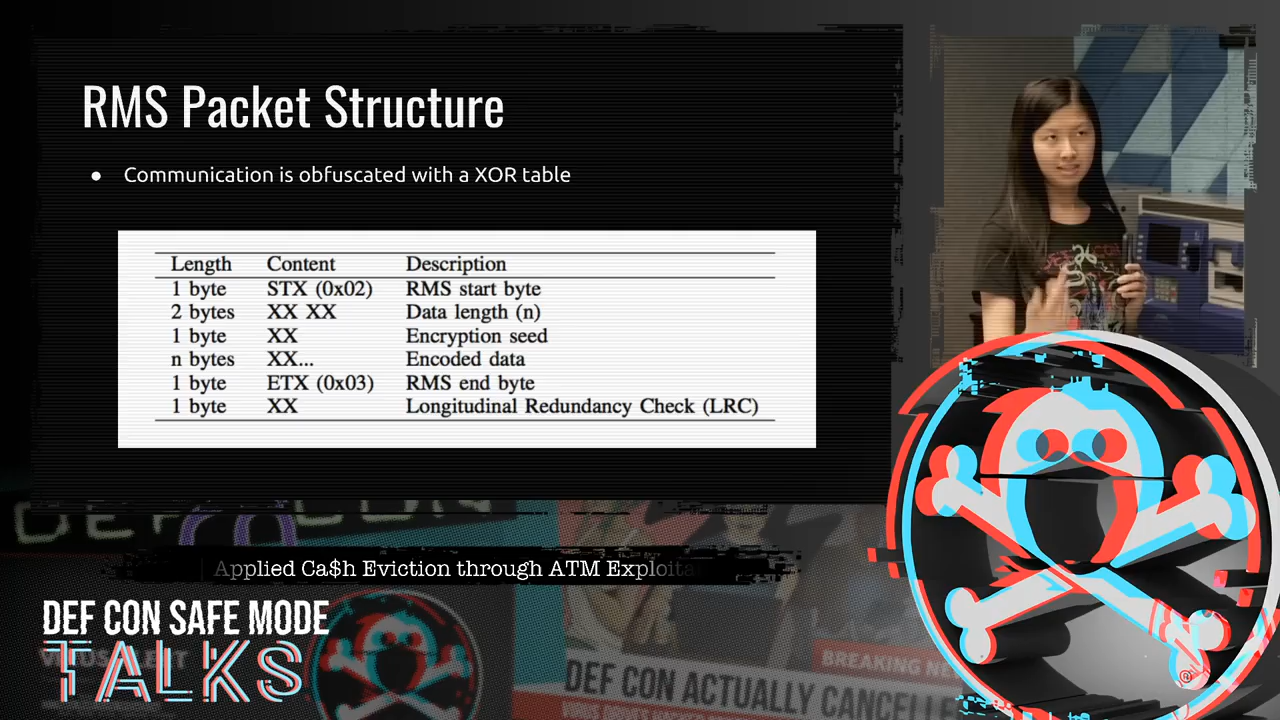 RMS Packet Structure
● Communication is obfuscated with a XOR table
Length Content Description
1 byte STX (0x02) RMS start byte
2 bytes XX XX Data length (n)
1 byte XX Encryption seed
n bytes XX... Encoded data
1 byte ETX (0x03) RMS end byte
1 byte XX Longitudinal Redundancy Check (LRC)
DEF CON
Applied Ca$h Eviction through ATM Exploita
DEF CON SAFE MODE
TALKS
BREAKING NE
DEF CON ACTUALLY CANCELLE
®